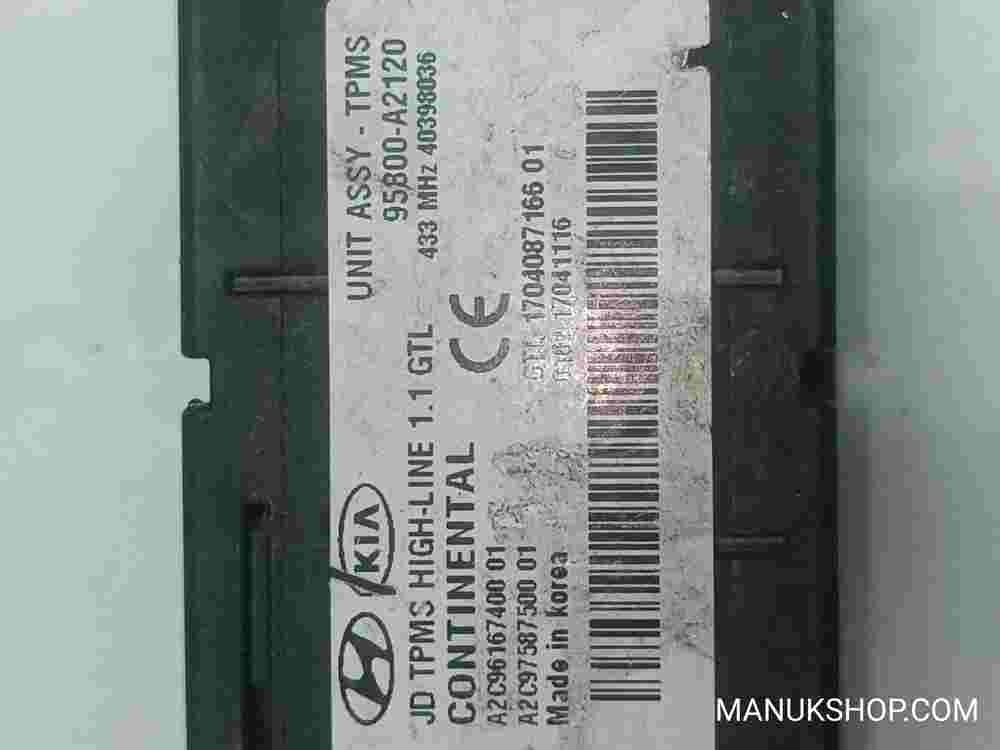 UNIT ASSY - TPMS
95800-A2120
433 MHz 40398036
KIA
JD TPMS HIGH-LINE 1.1 GTL
CONTINENTAL
CE
A2C96167400 01
A2C97587500 01
GTL 1704087166 01
Made in korea
17041116
MANUKSHOP.COM